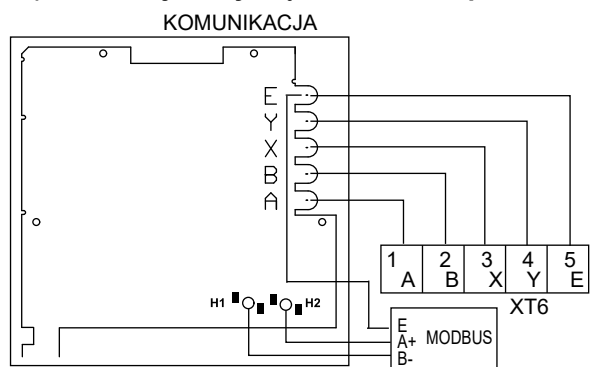 KOMUNIKACJA
E
Y
X
B
A
1 2 3 4 5
A B X Y E
XT6
H1 H2
E
A+ MODBUS
B-